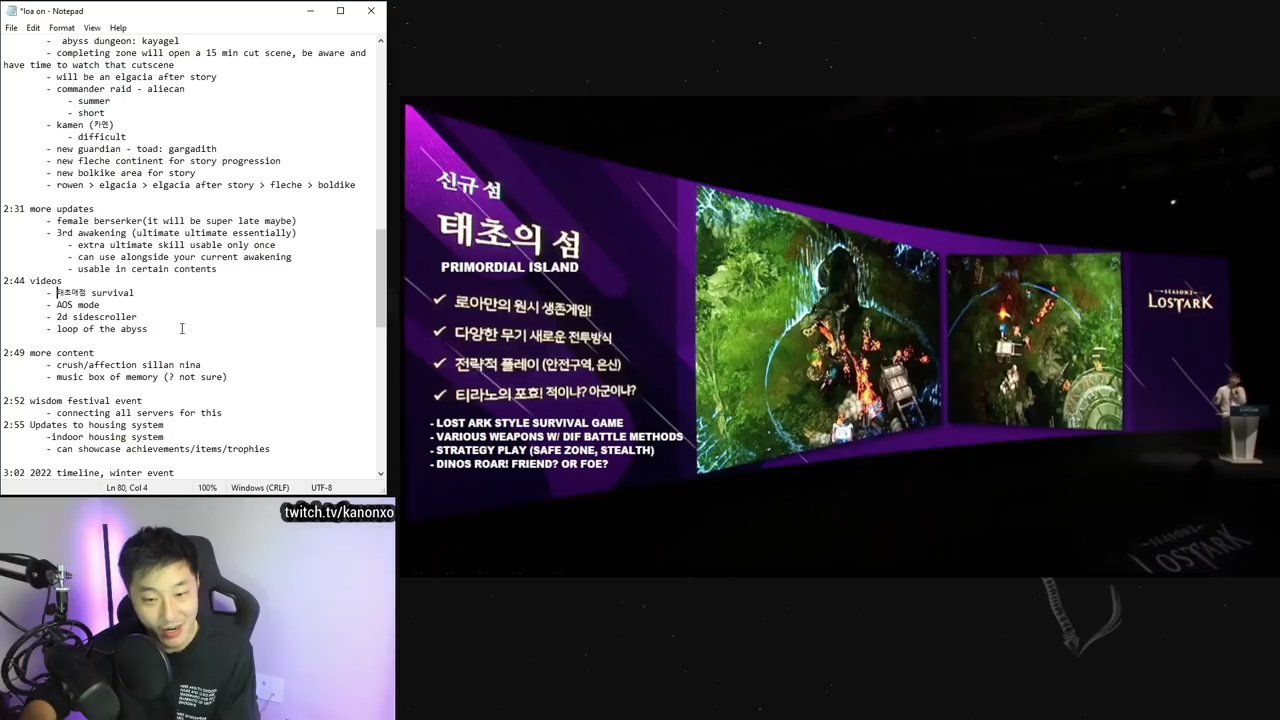 *loa on - Notepad
File Edit Format View Help
- abyss dungeon: kayagel
- completing zone will open a 15 min cut scene, be aware and
have time to watch that cutscene
- will be an elgacia after story
- commander raid - aliecan
- summer
- short
- kamen (카멘)
- difficult
- new guardian - toad: gargadith
- new fleche continent for story progression
- new bolkike area for story
- rowen > elgacia > elgacia after story > fleche > boldike
2:31 more updates
- female berserker(it will be super late maybe)
- 3rd awakening (ultimate ultimate essentially)
- extra ultimate skill usable only once
- can use alongside your current awakening
- usable in certain contents
2:44 videos
- survival
- AOS mode
- 2d sidescroller
- loop of the abyss
2:49 more content
- crush/affection sillan nina
- music box of memory (? not sure)
2:52 wisdom festival event
- connecting all servers for this
2:55 Updates to housing system
-indoor housing system
- can showcase achievements/items/trophies
3:02 2022 timeline, winter event
Ln 80, Col 4 100% Windows (CRLF) UTF-8
twitch.tv/kanonxo
신규 섬
태초의 섬
PRIMORDIAL ISLAND
✓ 로아만의 원시 생존게임!
✓ 다양한 무기 새로운 전투방식
✓ 전략적 플레이 (안전구역, 은신)
✓ 티라노의 포효! 적이냐? 아군이냐?
- LOST ARK STYLE SURVIVAL GAME
- VARIOUS WEAPONS W/ DIF BATTLE METHODS
- STRATEGY PLAY (SAFE ZONE, STEALTH)
- DINOS ROAR! FRIEND? OR FOE?
SEASON2
LOST ARK
LOST ARK